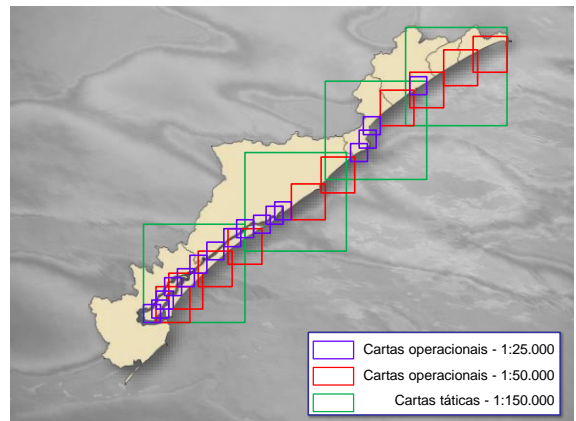 Cartas operacionais - 1:25.000
Cartas operacionais - 1:50.000
Cartas táticas - 1:150.000